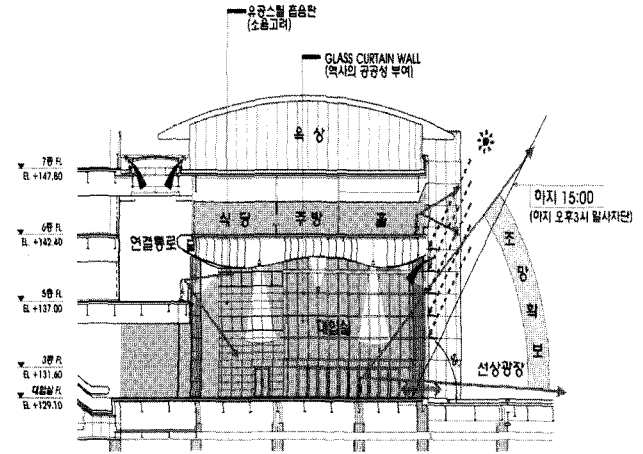 유공스틸 흡음판
(소음고려)
GLASS CURTAIN WALL
(역사의 공공성 부여)
옥 상
7층 FL
EL +147.80
하지 15:00
(하지 오후3시 일사차단)
식 당 주 방 홀
6층 FL
EL +142.40
연결통로
조 망 확 보
5층 FL
EL +137.00
대합실
3층 FL
EL +131.60
선상광장
대합실 FL
EL +129.10